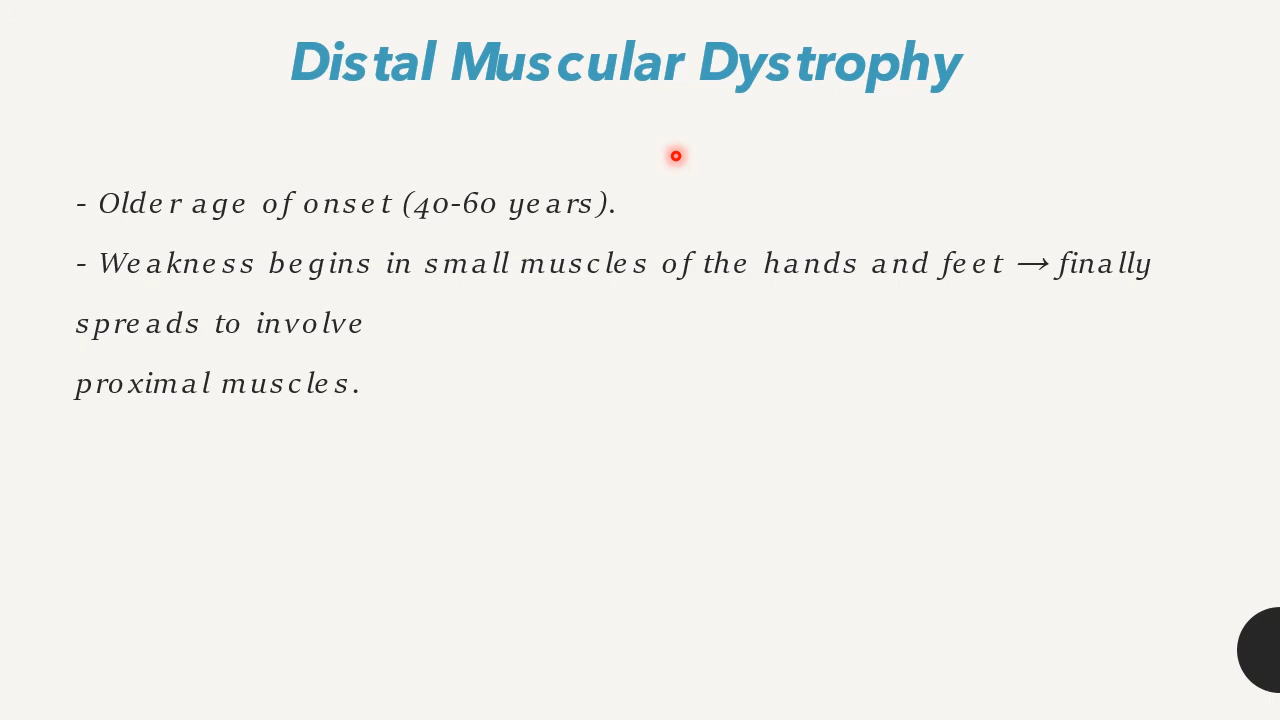 Distal Muscular Dystrophy
- Older age of onset (40-60 years).
- Weakness begins in small muscles of the hands and feet → finally
spreads to involve
proximal muscles.